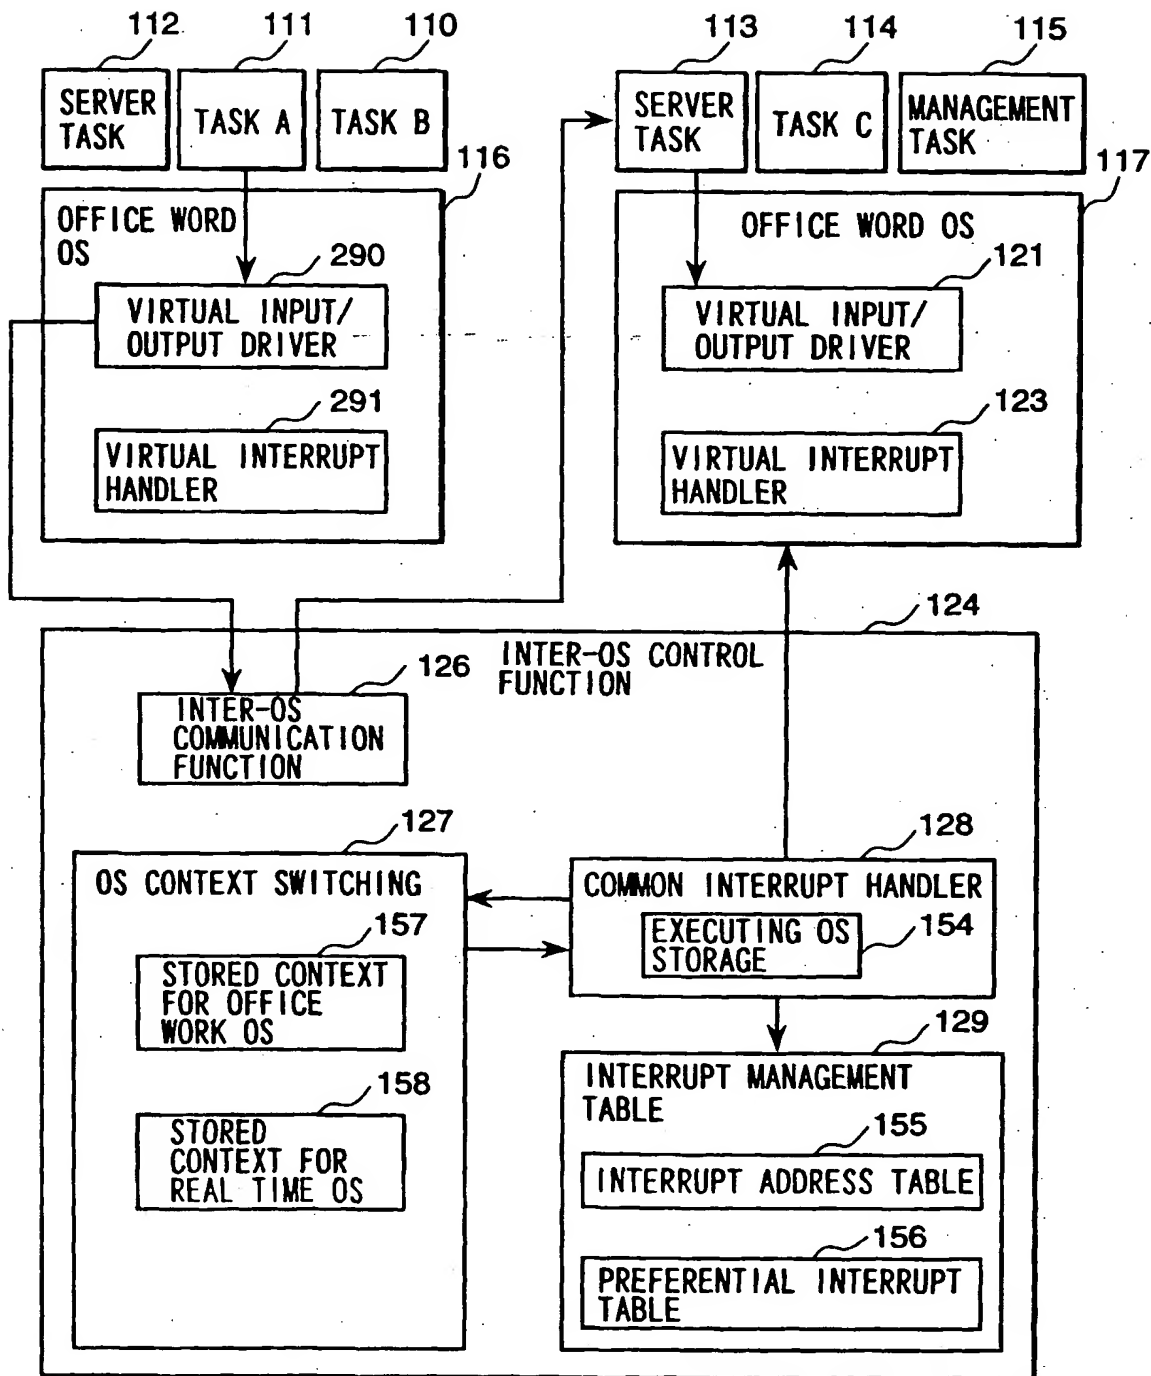 112 111 110 113 114 115
SERVER
TASK
TASK A
TASK B
SERVER
TASK
TASK C
MANAGEMENT
TASK
116
117
OFFICE WORD
OS
OFFICE WORD OS
290
121
VIRTUAL INPUT/
OUTPUT DRIVER
VIRTUAL INPUT/
OUTPUT DRIVER
291
123
VIRTUAL INTERRUPT
HANDLER
VIRTUAL INTERRUPT
HANDLER
124
INTER-OS CONTROL
FUNCTION
126
INTER-OS
COMMUNICATION
FUNCTION
127
128
OS CONTEXT SWITCHING
COMMON INTERRUPT HANDLER
157
EXECUTING OS
STORAGE
154
STORED CONTEXT
FOR OFFICE
WORK OS
129
INTERRUPT MANAGEMENT
TABLE
158
STORED
CONTEXT FOR
REAL TIME OS
155
INTERRUPT ADDRESS TABLE
156
PREFERENTIAL INTERRUPT
TABLE